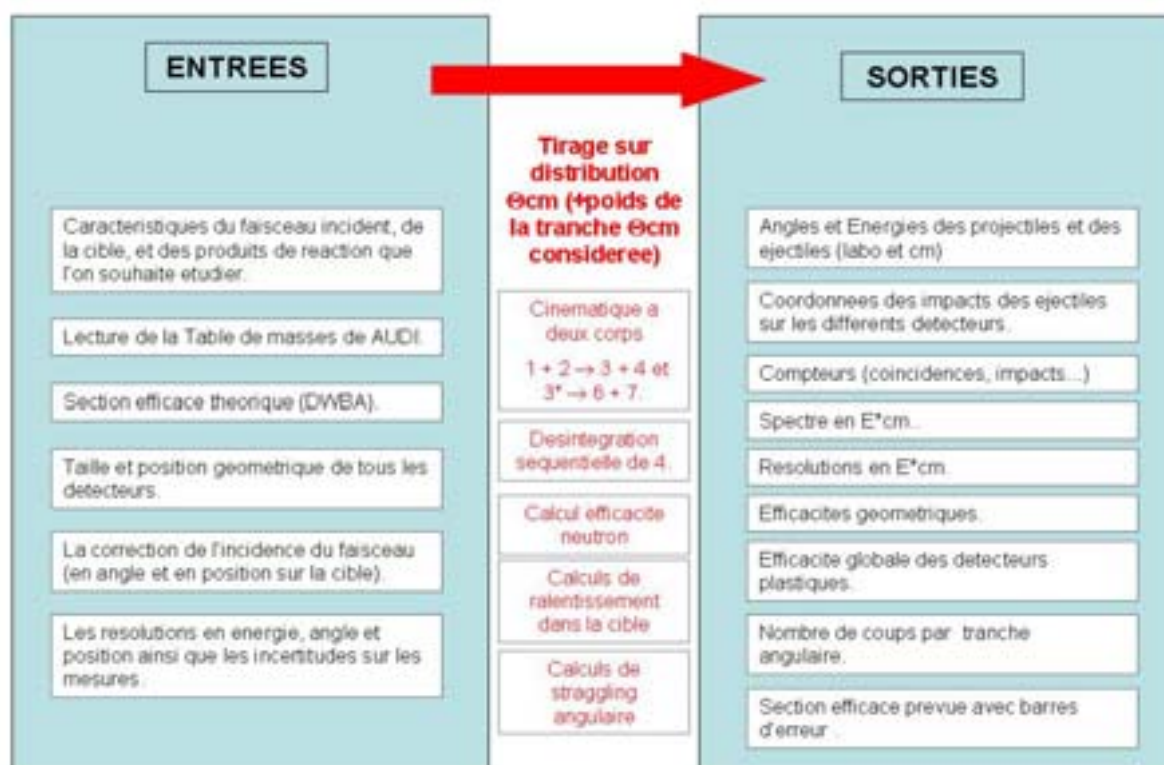 ENTREES
Caracteristiques du faisceau incident, de
la cible, et des produits de reaction que
l'on souhaite etudier.
Lecture de la Table de masses de AUDI.
Section efficace theorique (DWBA).
Taille et position geometrique de tous les
detecteurs.
La correction de l'incidence du faisceau
(en angle et en position sur la cible).
Les resolutions en energie, angle et
position ainsi que les incertitudes sur les
mesures.
Tirage sur
distribution
Θcm (+poids de
la tranche Θcm
consideree)
Cinematique a
deux corps
1 + 2 → 3 + 4 et
3* → 6 + 7.
Desintegration
sequentielle de 4.
Calcul efficacite
neutron
Calculs de
ralentissement
dans la cible
Calculs de
straggling
angulaire
SORTIES
Angles et Energies des projectiles et des
ejectiles (labo et cm)
Coordonnees des impacts des ejectiles
sur les differents detecteurs.
Compteurs (coincidences, impacts...)
Spectre en E*cm..
Resolutions en E*cm.
Efficacites geometriques.
Efficacite globale des detecteurs
plastiques.
Nombre de coups par tranche
angulaire.
Section efficace prevue avec barres
d'erreur .